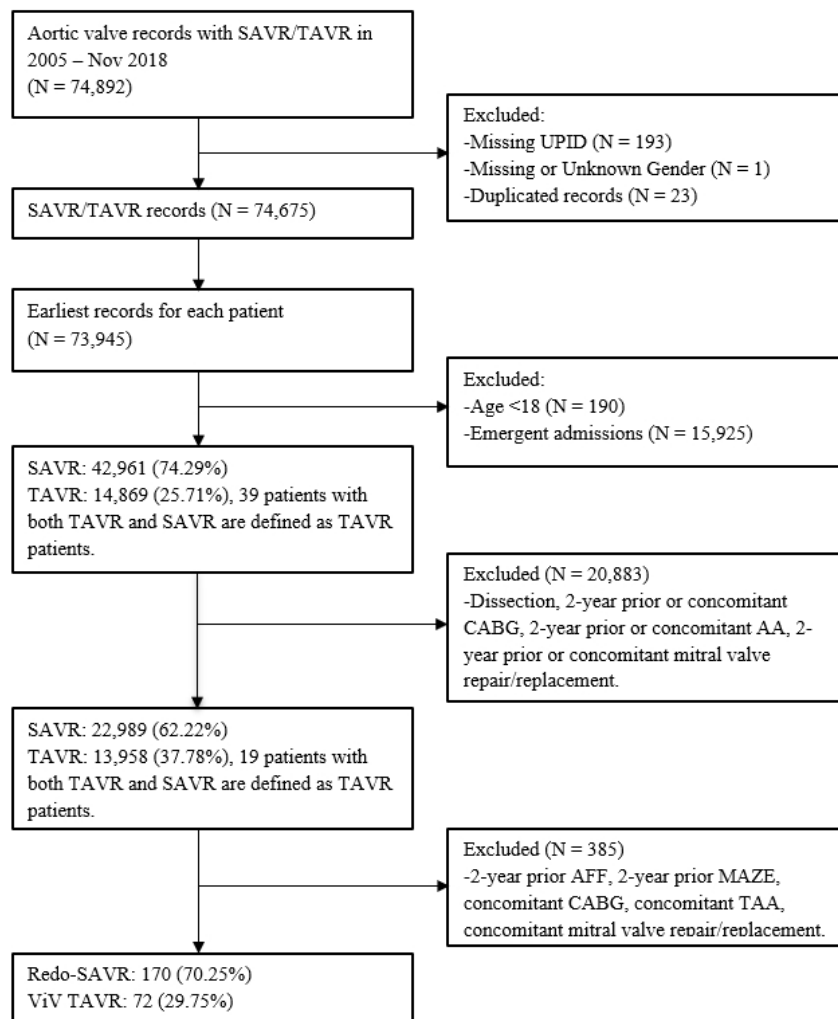 Aortic valve records with SAVR/TAVR in
2005 – Nov 2018
(N = 74,892)
Excluded:
-Missing UPID (N = 193)
-Missing or Unknown Gender (N = 1)
-Duplicated records (N = 23)
SAVR/TAVR records (N = 74,675)
Earliest records for each patient
(N = 73,945)
Excluded:
-Age <18 (N = 190)
-Emergent admissions (N = 15,925)
SAVR: 42,961 (74.29%)
TAVR: 14,869 (25.71%), 39 patients with
both TAVR and SAVR are defined as TAVR
patients.
Excluded (N = 20,883)
-Dissection, 2-year prior or concomitant
CABG, 2-year prior or concomitant AA, 2-
year prior or concomitant mitral valve
repair/replacement.
SAVR: 22,989 (62.22%)
TAVR: 13,958 (37.78%), 19 patients with
both TAVR and SAVR are defined as TAVR
patients.
Excluded (N = 385)
-2-year prior AFF, 2-year prior MAZE,
concomitant CABG, concomitant TAA,
concomitant mitral valve repair/replacement.
Redo-SAVR: 170 (70.25%)
ViV TAVR: 72 (29.75%)